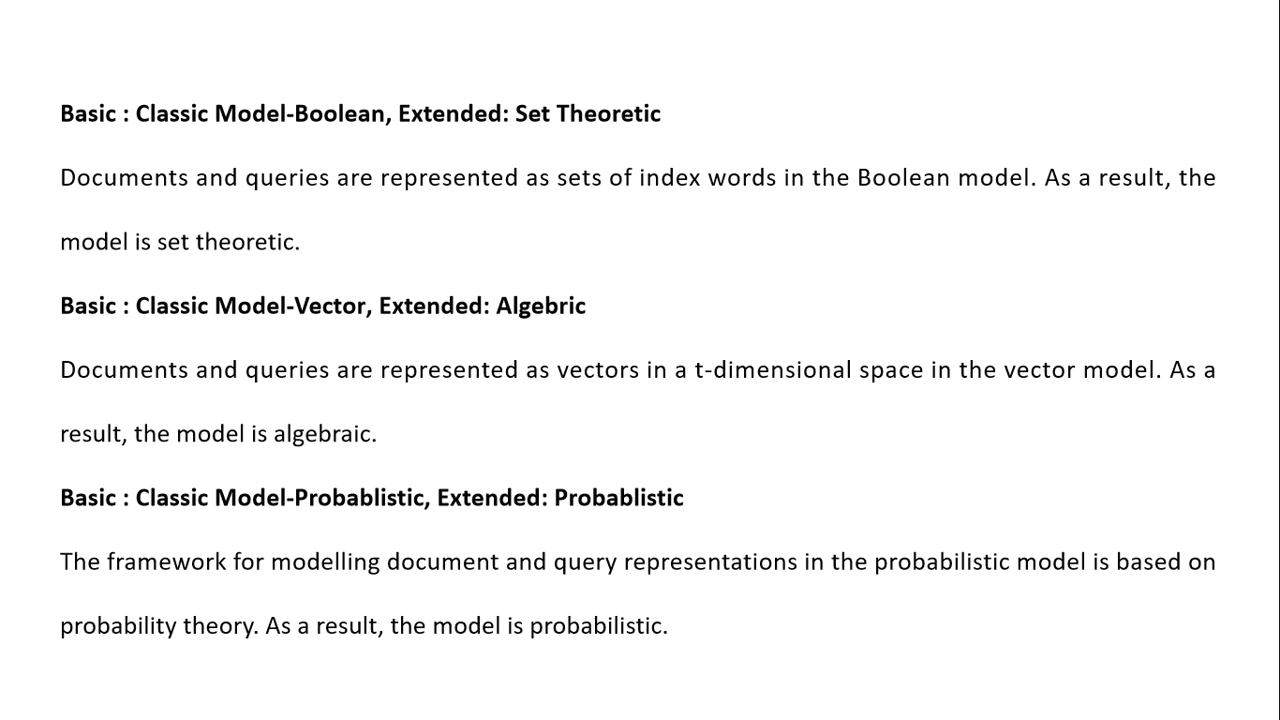 Basic : Classic Model-Boolean, Extended: Set Theoretic
Documents and queries are represented as sets of index words in the Boolean model. As a result, the
model is set theoretic.
Basic : Classic Model-Vector, Extended: Algebric
Documents and queries are represented as vectors in a t-dimensional space in the vector model. As a
result, the model is algebraic.
Basic : Classic Model-Probablistic, Extended: Probablistic
The framework for modelling document and query representations in the probabilistic model is based on
probability theory. As a result, the model is probabilistic.